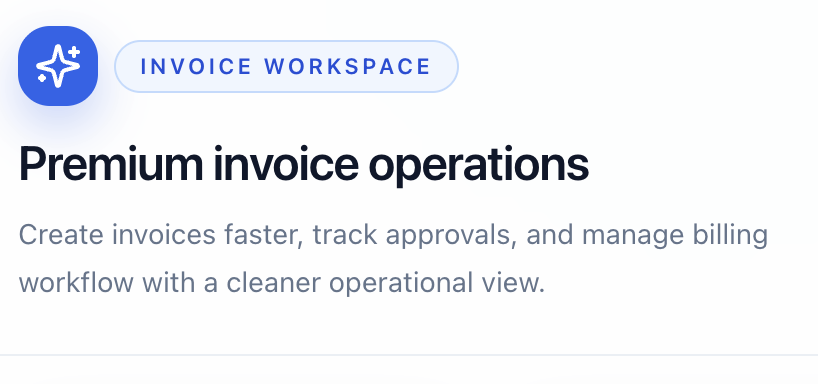 INVOICE WORKSPACE
Premium invoice operations
Create invoices faster, track approvals, and manage billing
workflow with a cleaner operational view.